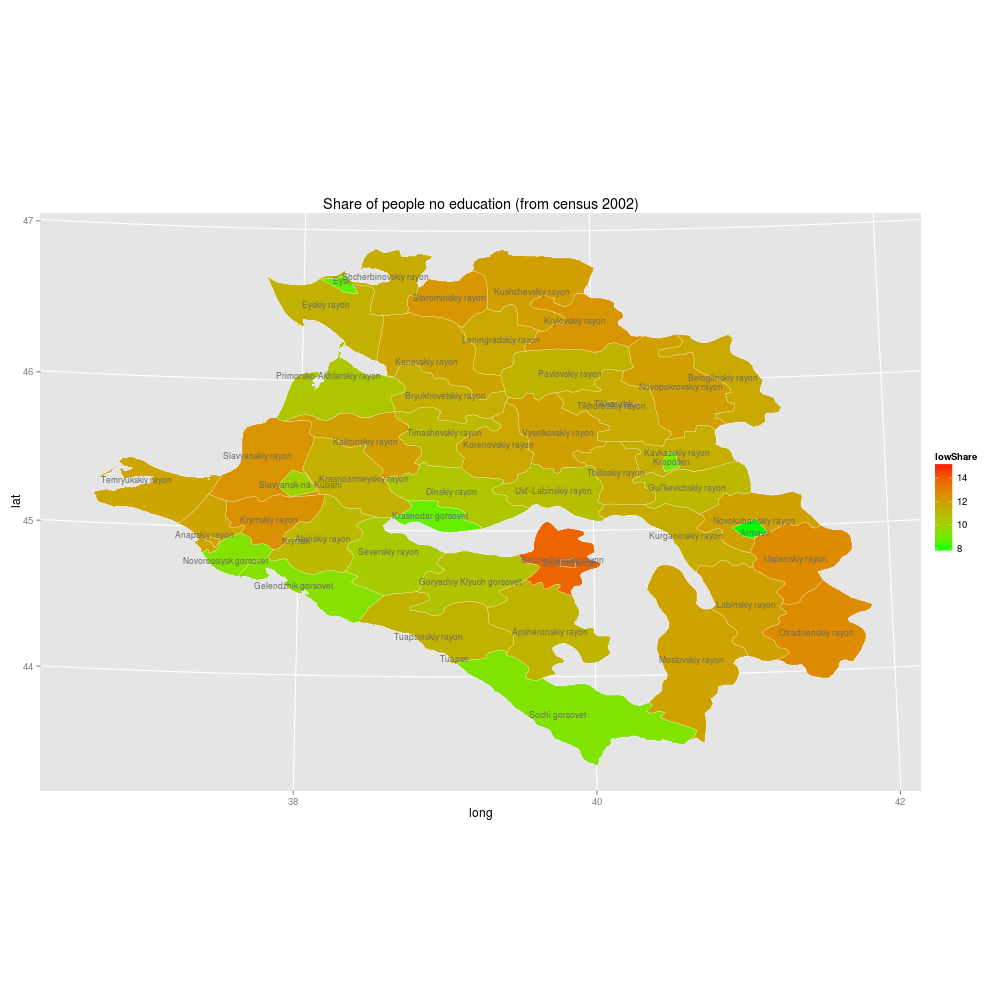 Share of people no education (from census 2002)
47
46
45
44
lat
38
40
42
long
lowShare
14
12
10
8
Shcherbinovskiy rayon
Eysk
Eyskiy rayon
Starominskiy rayon
Kushchevskiy rayon
Krylovskiy rayon
Leningradskiy rayon
Kanevskiy rayon
Primorsko-Akhtarskiy rayon
Pavlovskiy rayon
Beloglinskiy rayon
Novopokrovskiy rayon
Bryukhovetskiy rayon
Tikhoretsk
Tikhoretskiy rayon
Timashevskiy rayon
Vyselkovskiy rayon
Kalininskiy rayon
Korenovskiy rayon
Slavyanskiy rayon
Kavkazskiy rayon
Kropotkin
Tbilisskiy rayon
Temryukskiy rayon
Krasnoarmeyskiy rayon
Slavyansk-na-Kubani
Dinskiy rayon
Ust'-Labinskiy rayon
Gul'kevichskiy rayon
Krasnodar gorsovet
Krymskiy rayon
Novokubanskiy rayon
Armavir
Anapskiy rayon
Krymsk
Abinskiy rayon
Kurganinskiy rayon
Severskiy rayon
Novorossiysk gorsovet
Uspenskiy rayon
Goryachiy Klyuch gorsovet
Gelendzhik gorsovet
Labinskiy rayon
Tuapsinskiy rayon
Apsheronskiy rayon
Otradnenskiy rayon
Tuapse
Mostovskiy rayon
Sochi gorsovet